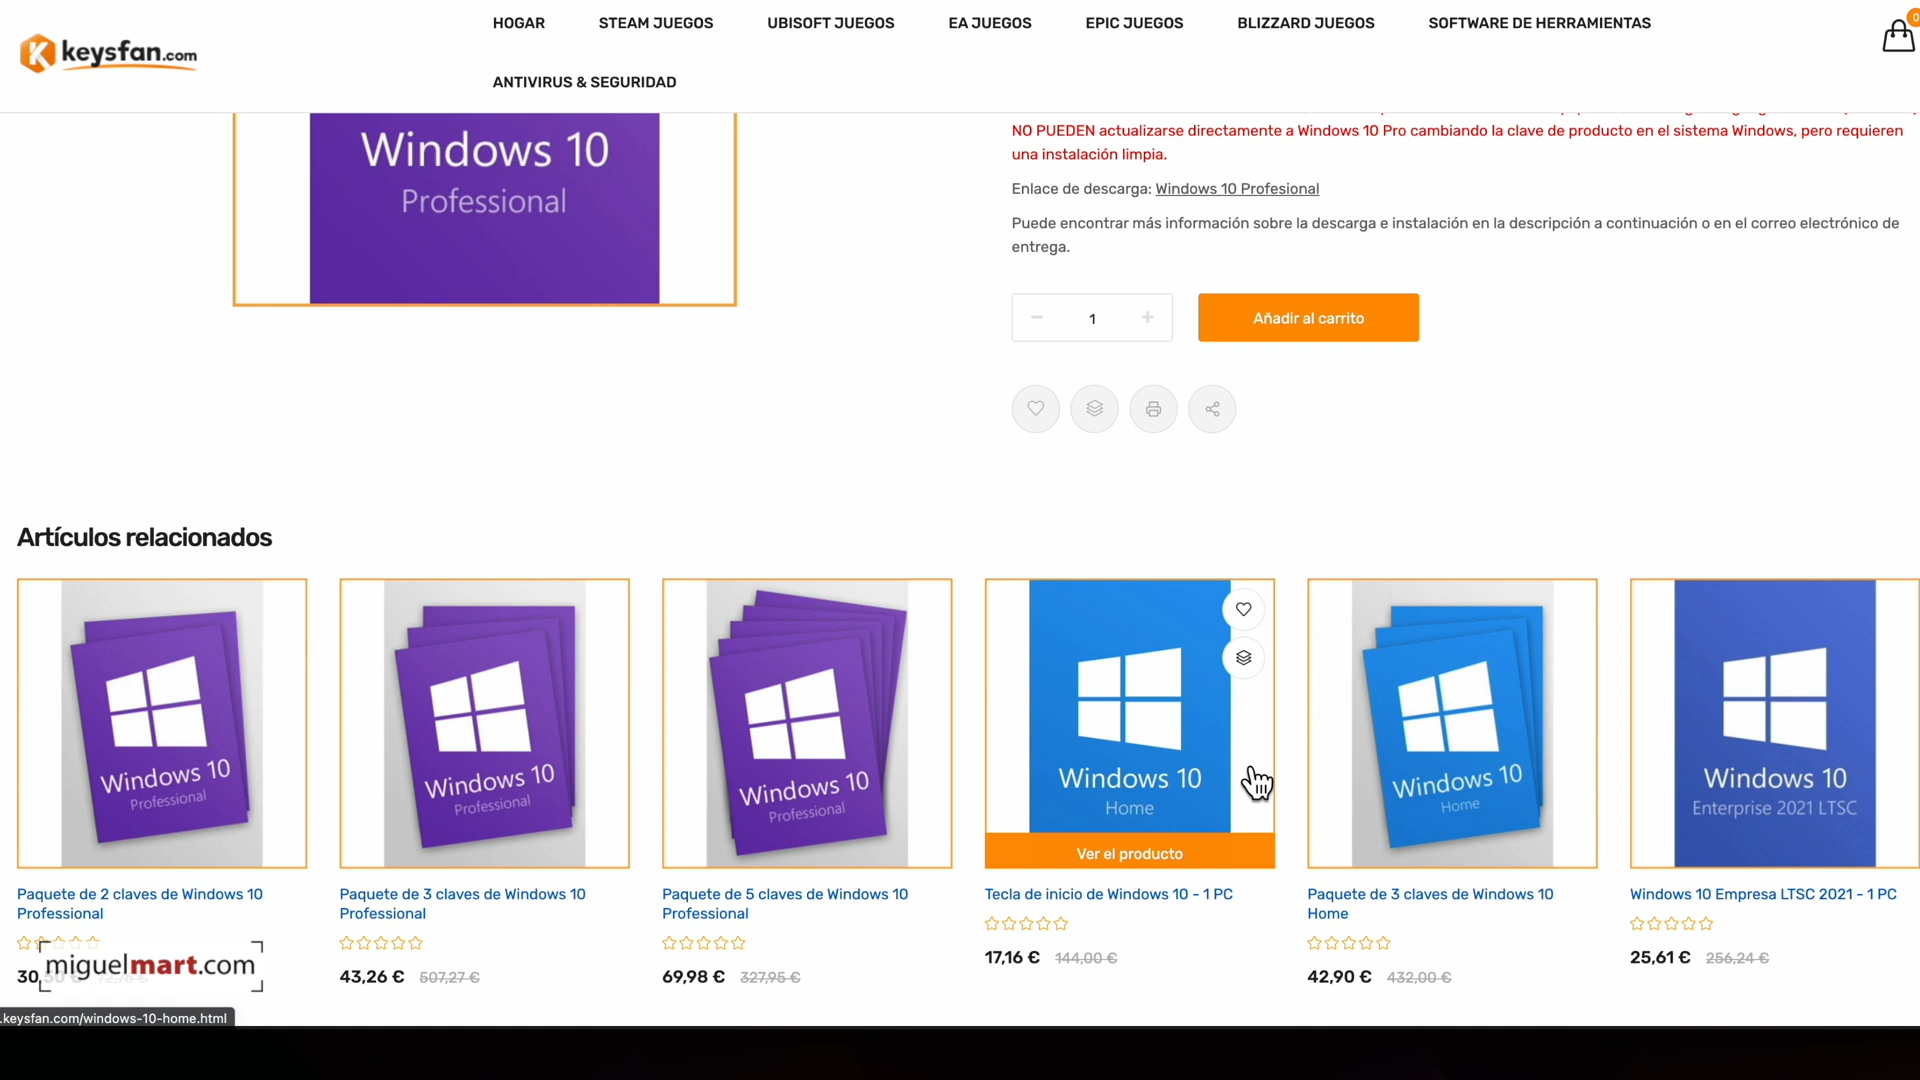 HOGAR
STEAM JUEGOS
UBISOFT JUEGOS
EA JUEGOS
EPIC JUEGOS
BLIZZARD JUEGOS
SOFTWARE DE HERRAMIENTAS
0
keysfan.com
ANTIVIRUS & SEGURIDAD
Windows 10
Professional
NO PUEDEN actualizarse directamente a Windows 10 Pro cambiando la clave de producto en el sistema Windows, pero requieren
una instalación limpia.
Enlace de descarga: Windows 10 Profesional
Puede encontrar más información sobre la descarga e instalación en la descripción a continuación o en el correo electrónico de
entrega.
− 1 +
Añadir al carrito
Artículos relacionados
Windows 10
Professional
Windows 10
Professional
Windows 10
Professional
Windows 10
Home
Ver el producto
Windows 10
Home
Windows 10
Enterprise 2021 LTSC
Paquete de 2 claves de Windows 10
Professional
Paquete de 3 claves de Windows 10
Professional
43,26 € 507,27 €
Paquete de 5 claves de Windows 10
Professional
69,98 € 327,95 €
Tecla de inicio de Windows 10 - 1 PC
17,16 € 144,00 €
Paquete de 3 claves de Windows 10
Home
42,90 € 432,00 €
Windows 10 Empresa LTSC 2021 - 1 PC
25,61 € 256,24 €
miguelmart.com
.keysfan.com/windows-10-home.html